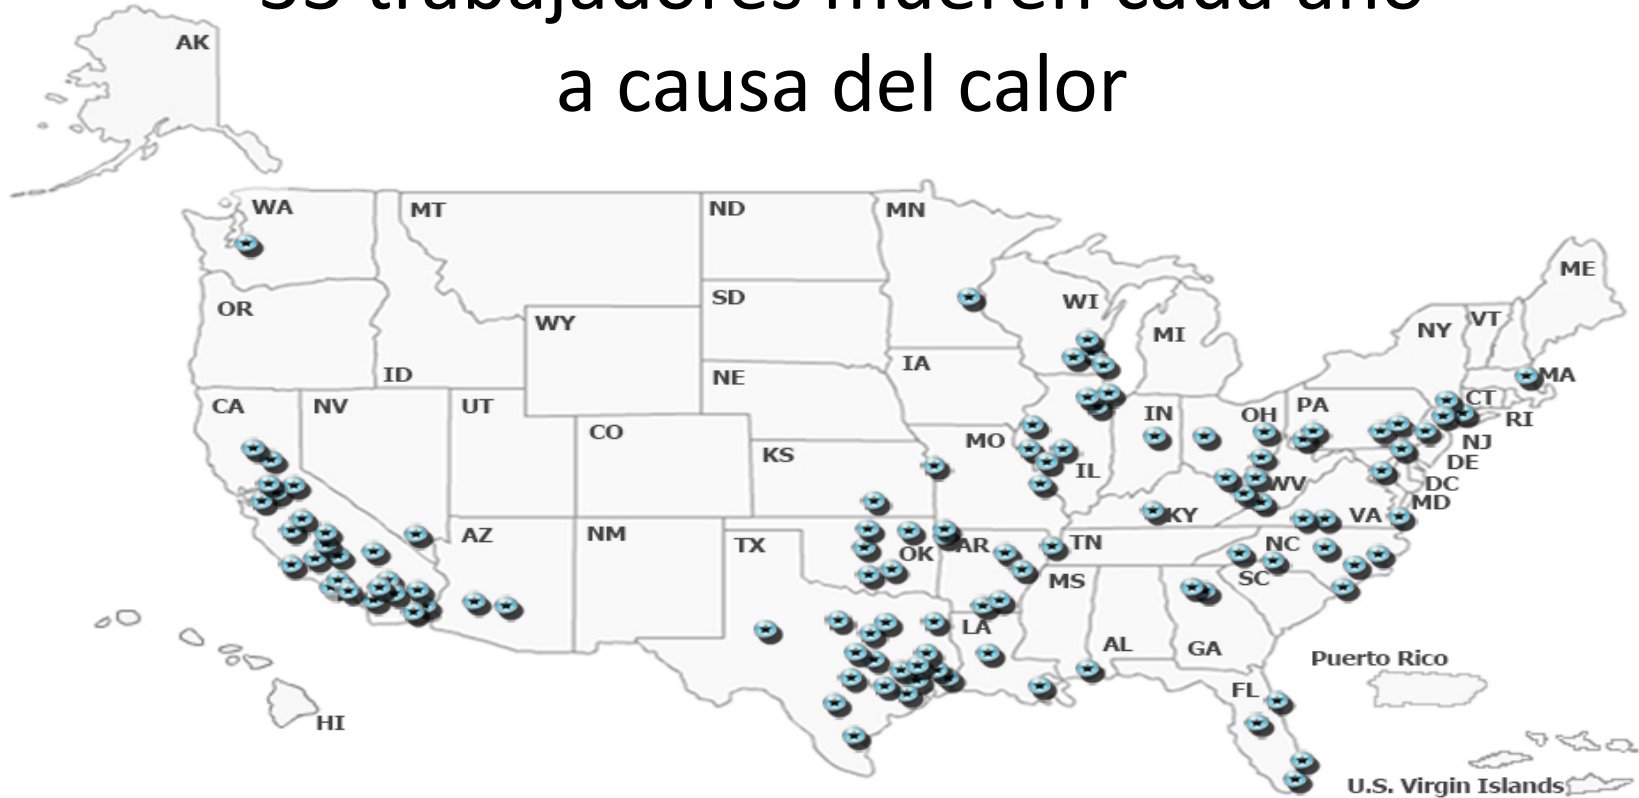 trabajadores mueren cada año
a causa del calor
AK
WA
MT
ND
MN
ME
OR
SD
WI
WY
MI
NY
VT
ID
NE
IA
MA
CA
NV
UT
CO
IN
OH
PA
CT
RI
MO
KS
IL
NJ
DE
WV
DC
MD
KY
VA
AZ
NM
TX
OK
AR
TN
NC
MS
SC
LA
AL
GA
Puerto Rico
FL
HI
U.S. Virgin Islands